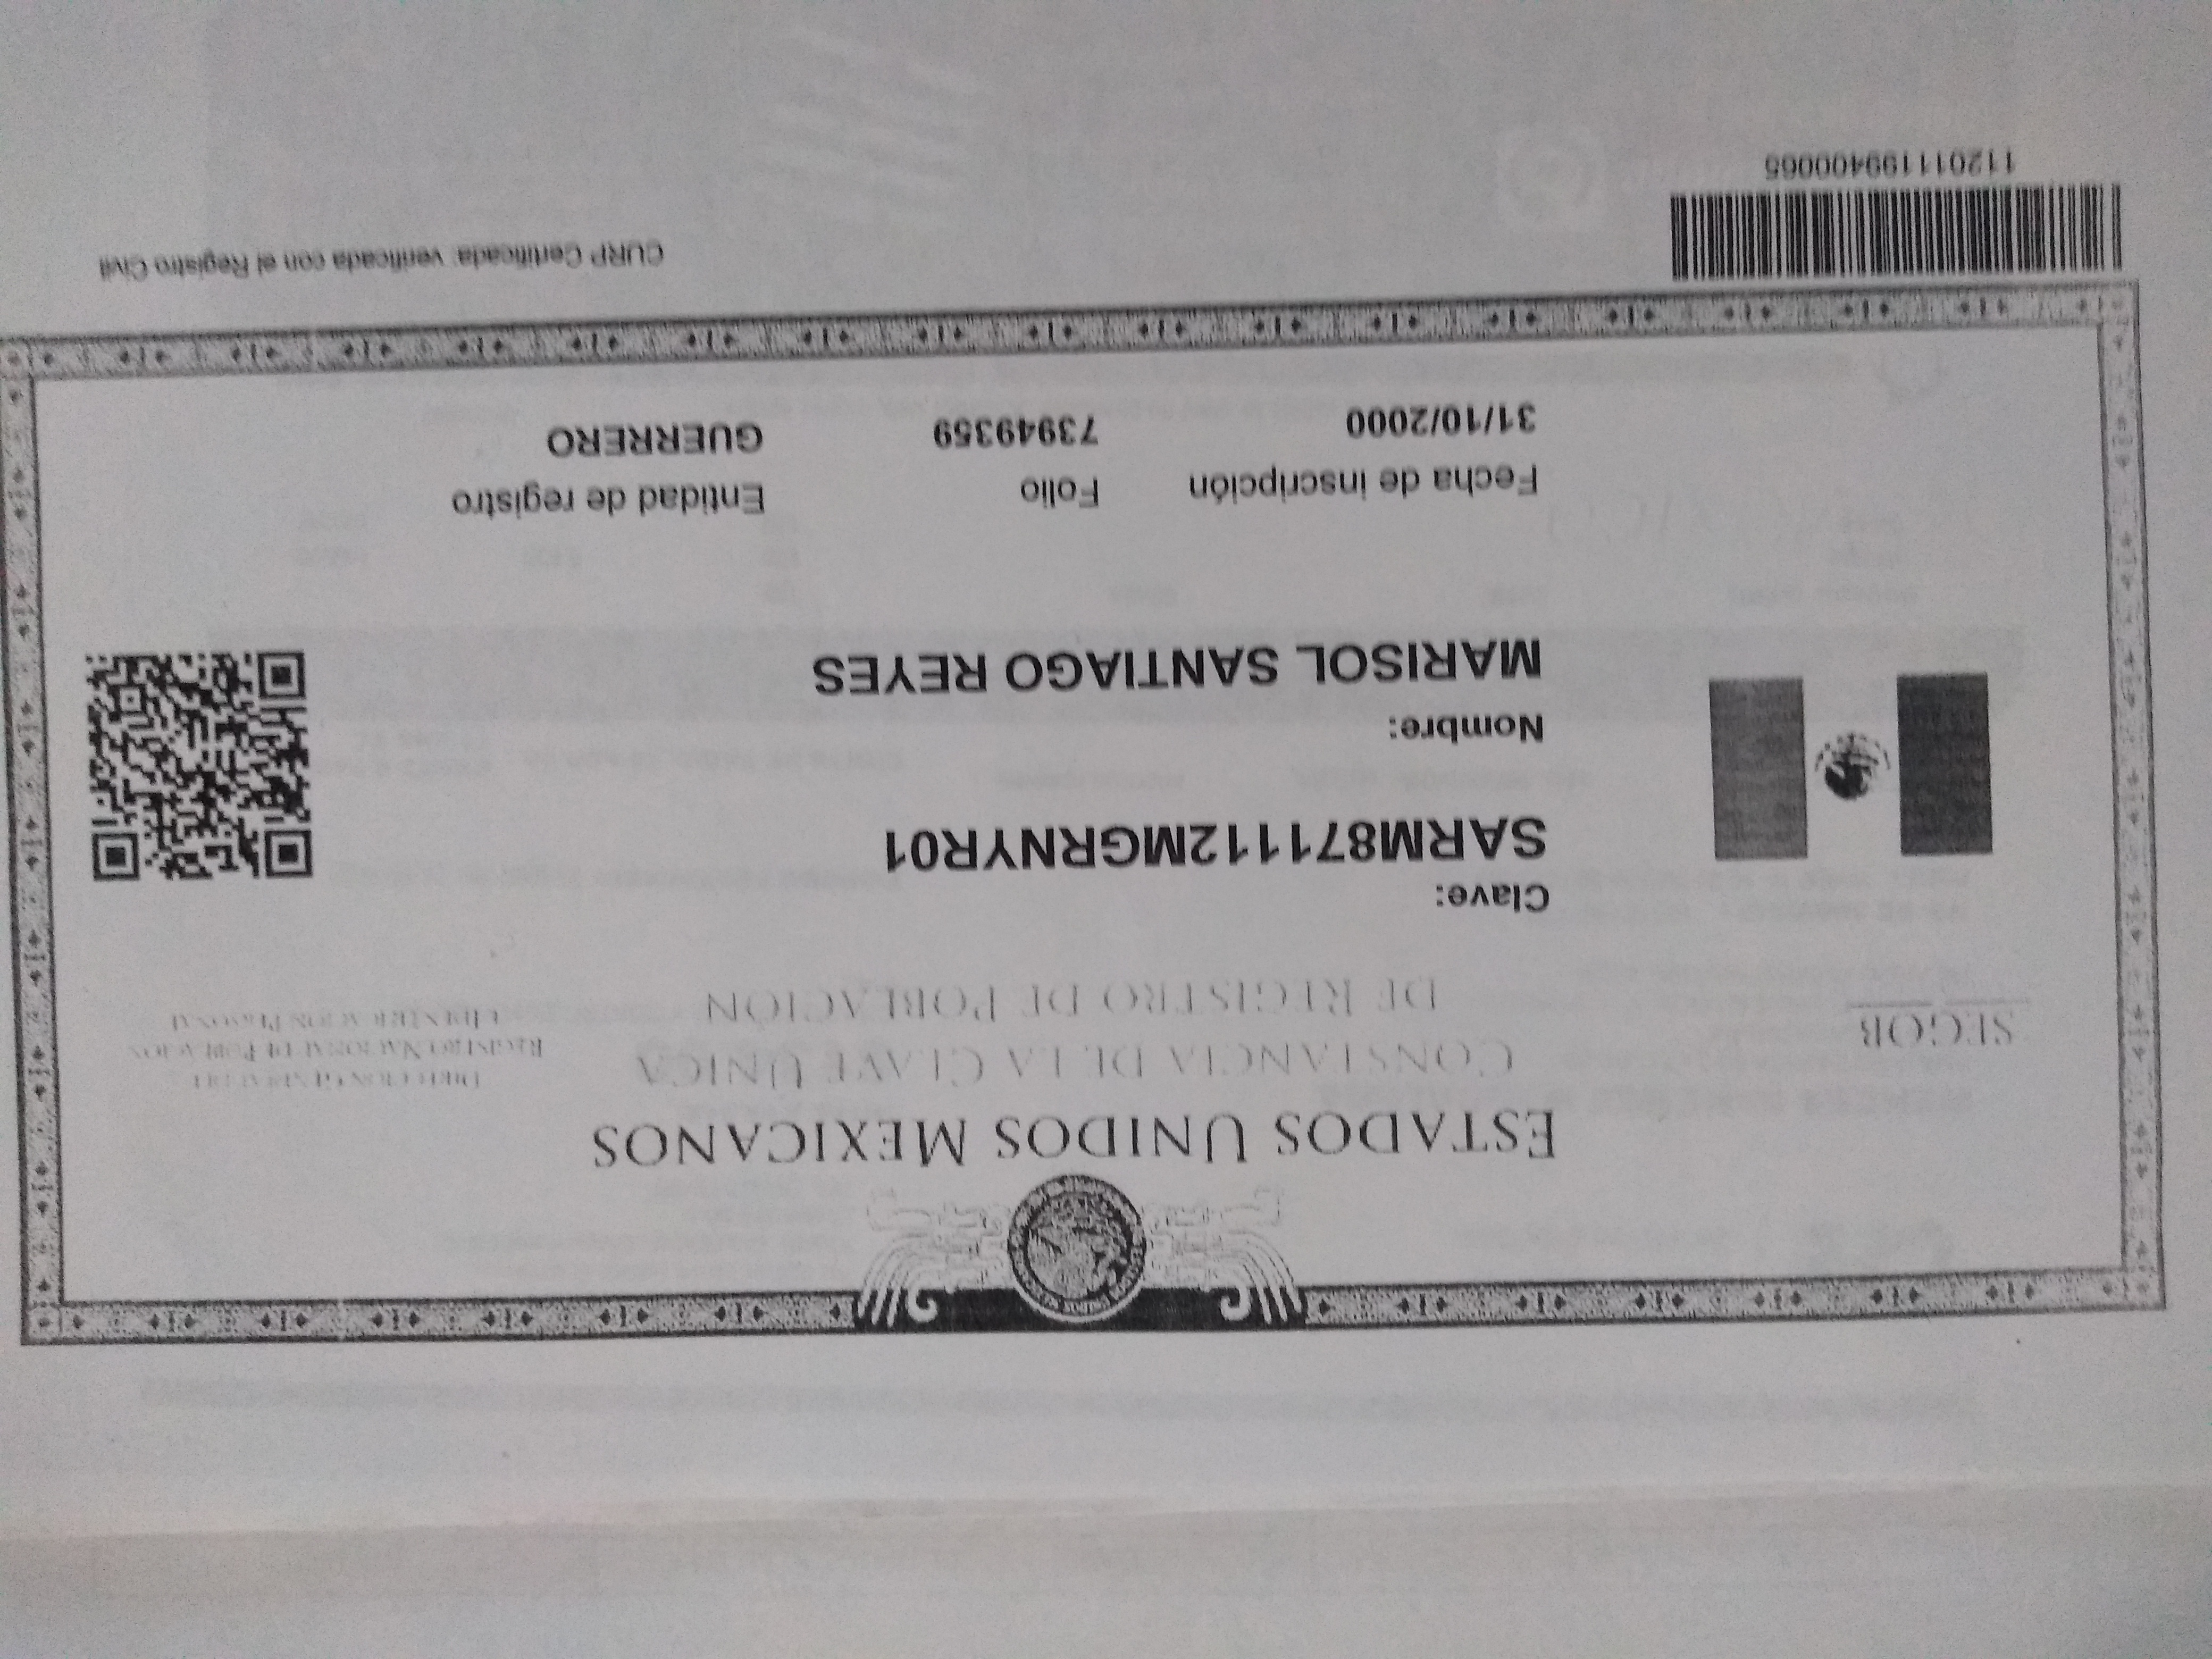 ESTADOS UNIDOS MEXICANOS
CONSTANCIA DE LA CLAVE ÚNICA
DE REGISTRO DE POBLACIÓN
SEGOB
DIRECCIÓN GENERAL DEL
REGISTRO NACIONAL DE POBLACIÓN
E IDENTIFICACIÓN PERSONAL
Clave:
SARM871112MGRNYR01
Nombre:
MARISOL SANTIAGO REYES
Fecha de inscripción Folio Entidad de registro
31/10/2000 73949359 GUERRERO
CURP Certificada: verificada con el Registro Civil
112011199400065